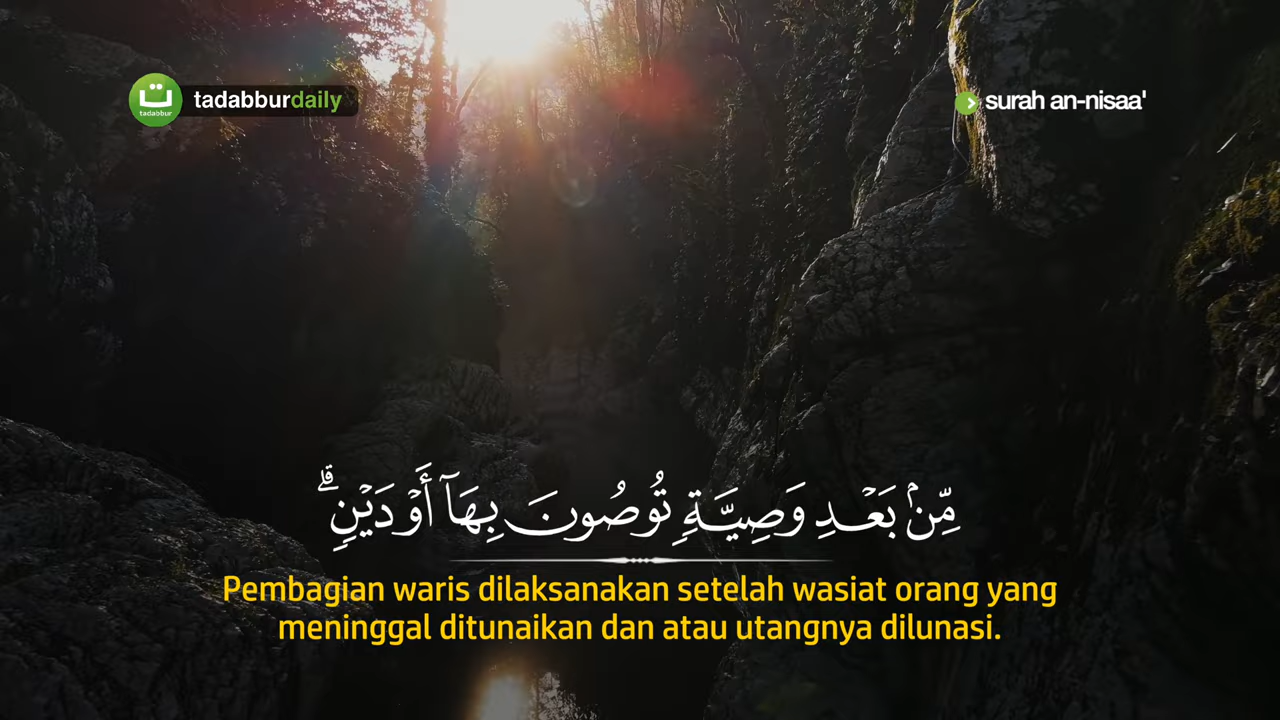 ت
tadabbur
tadabburdaily
surah an-nisaa'
مِّنۢ بَعْدِ وَصِيَّةٍ تُوصُونَ بِهَآ أَوْ دَيْنٍ ۗ
Pembagian waris dilaksanakan setelah wasiat orang yang
meninggal ditunaikan dan atau utangnya dilunasi.